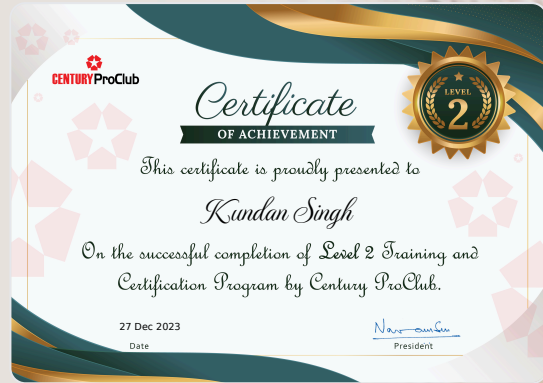 CENTURY ProClub
Certificate
OF ACHIEVEMENT
LEVEL
2
This certificate is proudly presented to
Kundan Singh
On the successful completion of Level 2 Training and
Certification Program by Century ProClub.
27 Dec 2023
Date
President